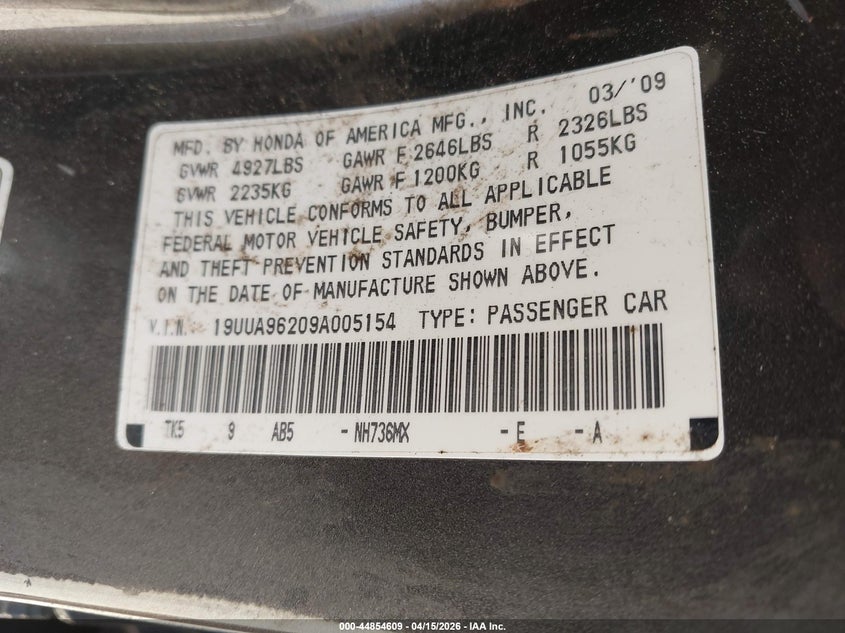 MFD. BY HONDA OF AMERICA MFG., INC. 03/'09
GVWR 4927LBS GAWR F 2646LBS R 2326LBS
GVWR 2235KG GAWR F 1200KG R 1055KG
THIS VEHICLE CONFORMS TO ALL APPLICABLE
FEDERAL MOTOR VEHICLE SAFETY, BUMPER,
AND THEFT PREVENTION STANDARDS IN EFFECT
ON THE DATE OF MANUFACTURE SHOWN ABOVE.
V.I.N. 19UUA96209A005154 TYPE: PASSENGER CAR
TK5 9 AB5 - NH736MX - E - A
000-44854609 - 04/15/2026 - IAA Inc.